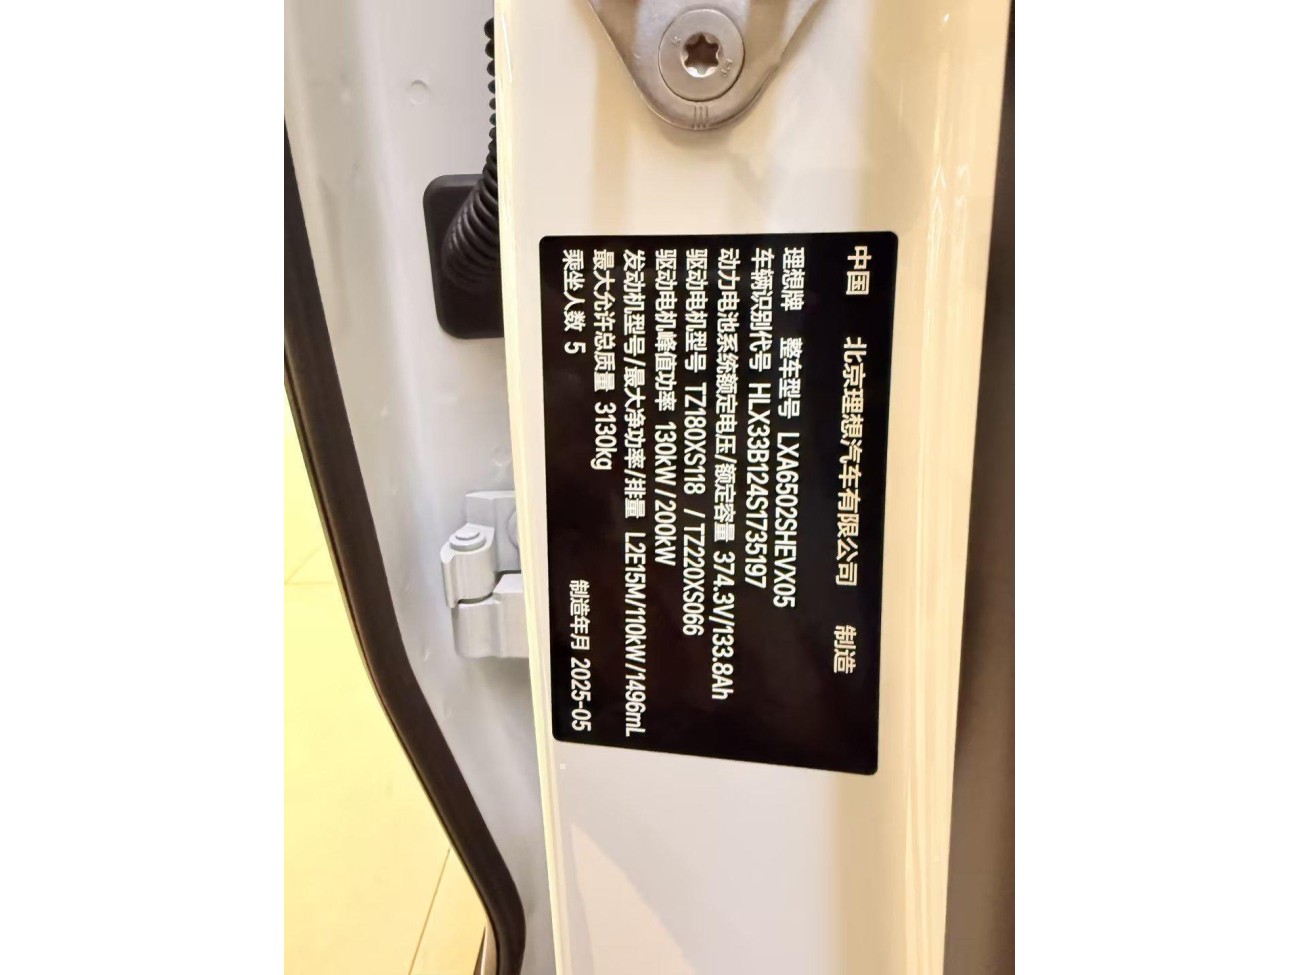 中国 北京理想汽车有限公司 制造
理想牌 整车型号 LXA6502SHEVX05
车辆识别代号 HLX33B124S1735197
动力电池系统额定电压/额定容量 374.3V/133.8Ah
驱动电机型号 TZ180XS118 / TZ220XS066
驱动电机峰值功率 130kW/200kW
发动机型号/最大净功率/排量 L2E15M/110kW/1496mL
最大允许总质量 3130kg
乘坐人数 5 制造年月 2025-05